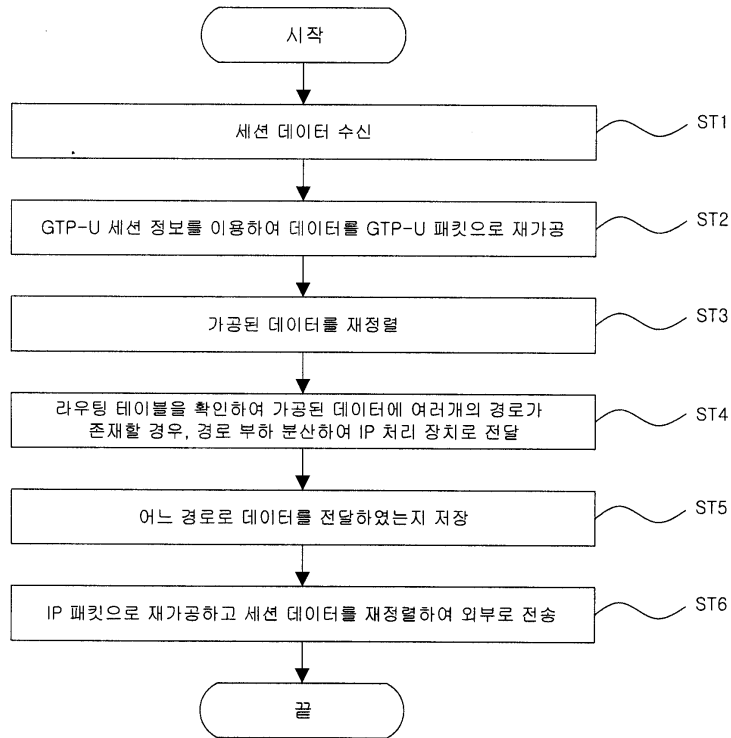 시작
세션 데이터 수신
ST1
GTP-U 세션 정보를 이용하여 데이터를 GTP-U 패킷으로 재가공
ST2
가공된 데이터를 재정렬
ST3
라우팅 테이블을 확인하여 가공된 데이터에 여러개의 경로가
존재할 경우, 경로 부하 분산하여 IP 처리 장치로 전달
ST4
어느 경로로 데이터를 전달하였는지 저장
ST5
IP 패킷으로 재가공하고 세션 데이터를 재정렬하여 외부로 전송
ST6
끝